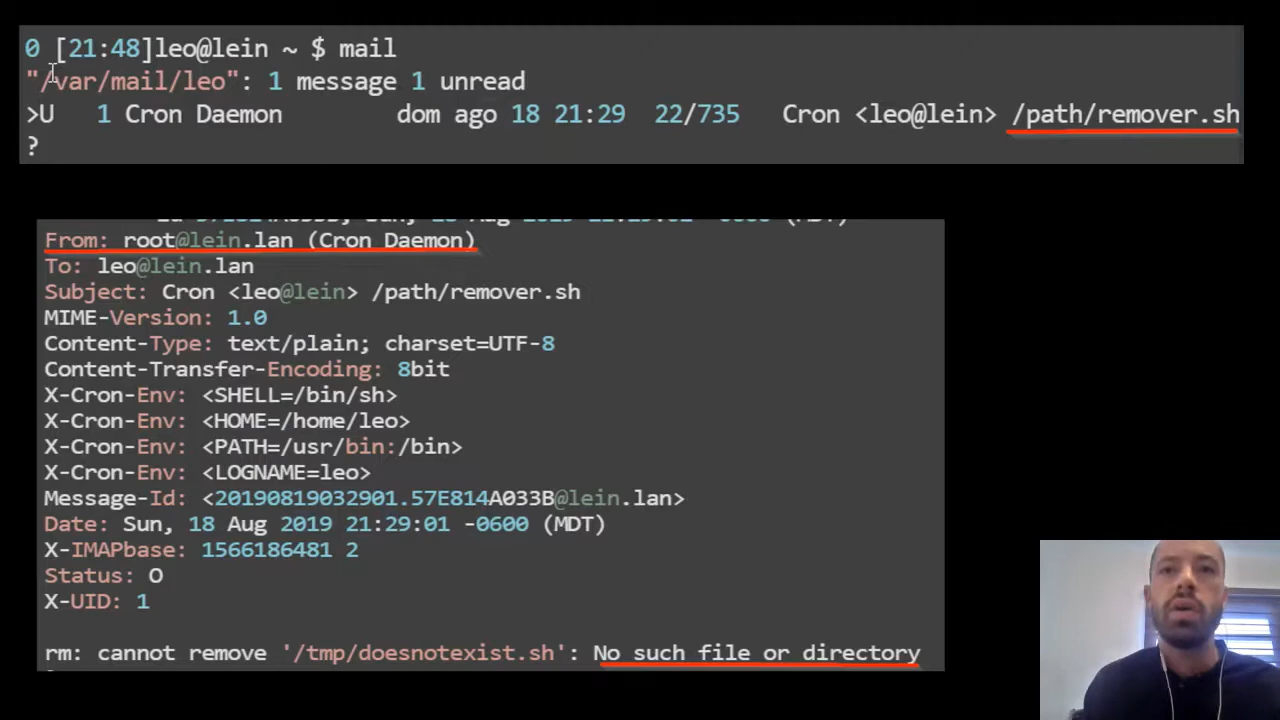 0 [21:48]leo@lein ~ $ mail
"/var/mail/leo": 1 message 1 unread
>U 1 Cron Daemon dom ago 18 21:29 22/735 Cron <leo@lein> /path/remover.sh
?
From: root@lein.lan (Cron Daemon)
To: leo@lein.lan
Subject: Cron <leo@lein> /path/remover.sh
MIME-Version: 1.0
Content-Type: text/plain; charset=UTF-8
Content-Transfer-Encoding: 8bit
X-Cron-Env: <SHELL=/bin/sh>
X-Cron-Env: <HOME=/home/leo>
X-Cron-Env: <PATH=/usr/bin:/bin>
X-Cron-Env: <LOGNAME=leo>
Message-Id: <20190819032901.57E814A033B@lein.lan>
Date: Sun, 18 Aug 2019 21:29:01 -0600 (MDT)
X-IMAPbase: 1566186481 2
Status: O
X-UID: 1
rm: cannot remove '/tmp/doesnotexist.sh': No such file or directory